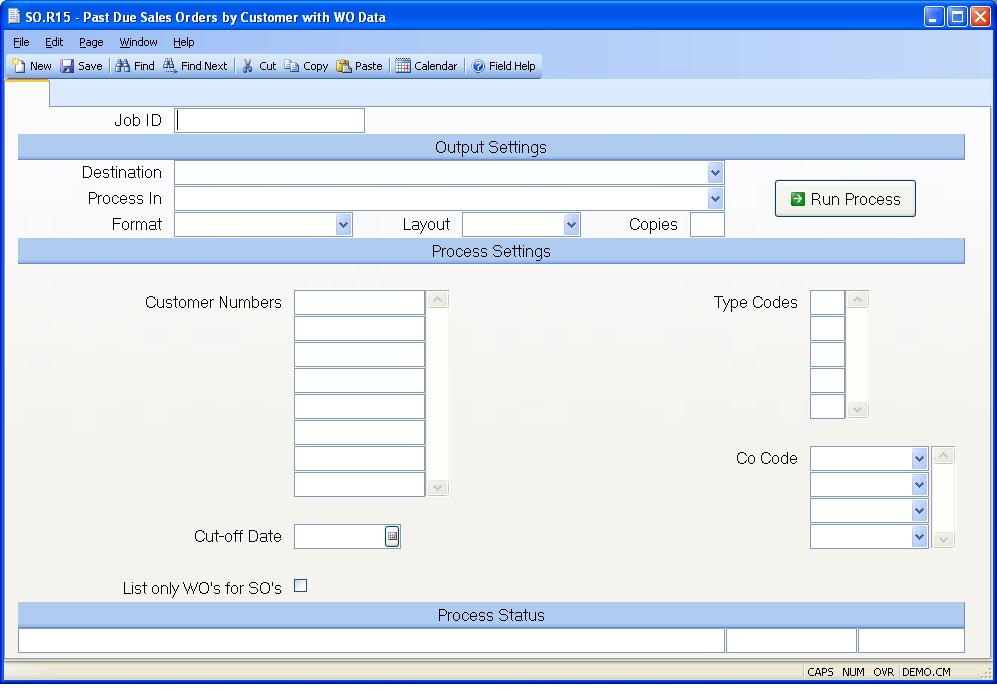 SO.R15 - Past Due Sales Orders by Customer with WO Data
File Edit Page Window Help
New Save Find Find Next Cut Copy Paste Calendar Field Help
Job ID
Output Settings
Destination
Process In
Run Process
Format Layout Copies
Process Settings
Customer Numbers Type Codes
Co Code
Cut-off Date
List only WO's for SO's
Process Status
CAPS NUM OVR DEMO.CM